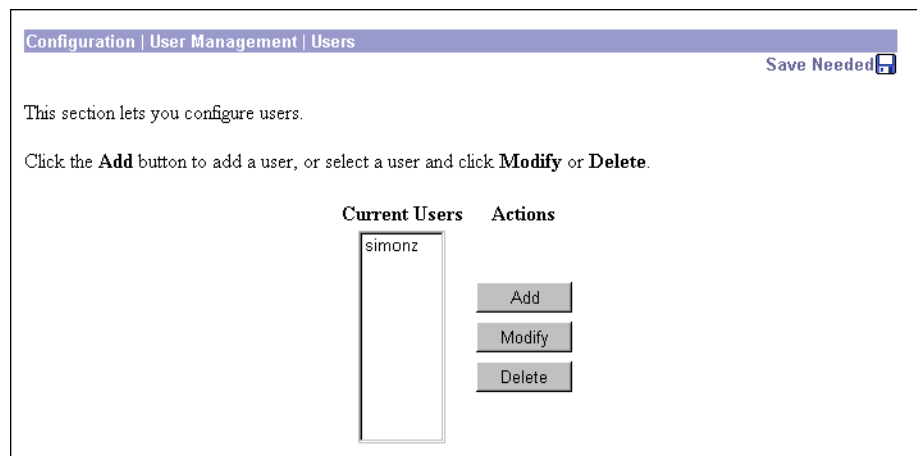 Configuration | User Management | Users
Save Needed
This section lets you configure users.
Click the Add button to add a user, or select a user and click Modify or Delete.
Current Users Actions
simonz
Add
Modify
Delete